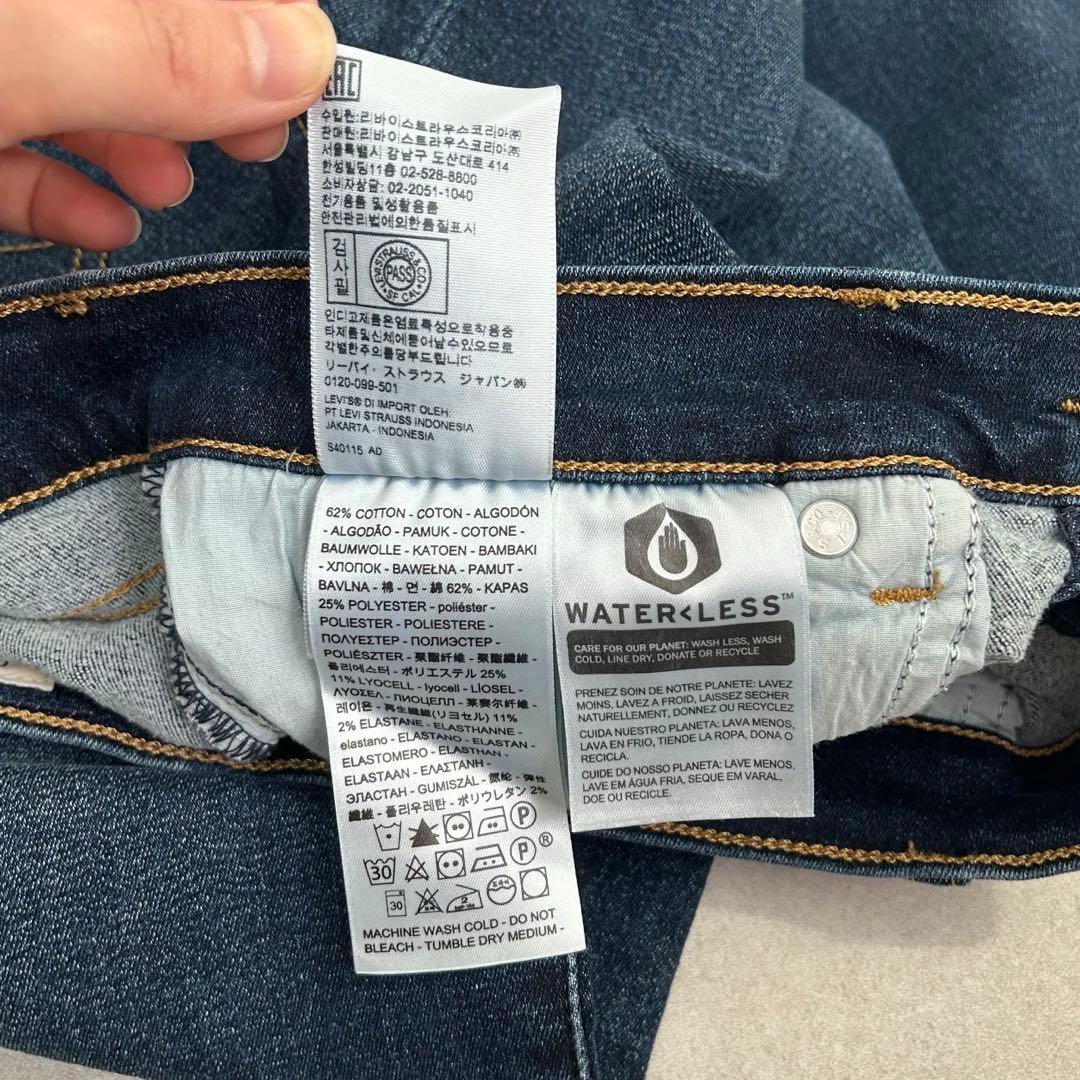 EAC
수입원:리바이스트라우스코리아㈜
판매원:리바이스트라우스코리아㈜
서울특별시 강남구 도산대로 414
한성빌딩11층 02-528-8800
소비자상담: 02-2051-1040
전기용품 및생활용품
안전관리법에의한품질표시
검사필
LEVI STRAUSS & CO
PASS
SF CAL
인디고제품은염료특성으로착용중
타제품및신체에묻어날수있으므로
각별한주의를당부드립니다
リーバイ・ストラウス ジャパン㈱
0120-099-501
LEVI'S® DI IMPORT OLEH:
PT LEVI STRAUSS INDONESIA
JAKARTA - INDONESIA
S40115 AD
62% COTTON - COTON - ALGODÓN
- ALGODÃO - PAMUK - COTONE -
BAUMWOLLE - KATOEN - BAMBAKI
- ХЛОПОК - BAWEŁNA - PAMUT -
BAVLNA - 棉 - 면 - 綿 62% - KAPAS
25% POLYESTER - poliéster -
POLIESTER - POLIESTERE -
ΠΟΛΥΕΣΤΕΡ - ПОЛИЭСТЕР -
POLIÉSZTER - 聚酯纤维 - 聚酯纖維 -
폴리에스터 - ポリエステル 25%
11% LYOCELL - lyocell - LİOSEL -
ΛΥΟΣΕΛ - ЛИОЦЕЛЛ - 莱赛尔纤维 -
레이온 - 再生纖維(リヨセル) 11%
2% ELASTANE - ELASTHANNE -
elastano - ELASTANO - ELASTAN -
ELASTOMERO - ELASTHAN -
ELASTAAN - ΕΛΑΣΤΑΝΗ -
ЭЛАСТАН - GUMISZÁL - 氨纶 - 彈性
纖維 - 폴리우레탄 - ポリウレタン 2%
P
30
P ®
30
MACHINE WASH COLD - DO NOT
BLEACH - TUMBLE DRY MEDIUM -
WATER<LESS™
CARE FOR OUR PLANET: WASH LESS, WASH
COLD, LINE DRY, DONATE OR RECYCLE
PRENEZ SOIN DE NOTRE PLANETE: LAVEZ
MOINS, LAVEZ A FROID, LAISSEZ SECHER
NATURELLEMENT, DONNEZ OU RECYCLEZ
CUIDA NUESTRO PLANETA: LAVA MENOS,
LAVA EN FRIO, TIENDE LA ROPA, DONA O
RECICLA.
CUIDE DO NOSSO PLANETA: LAVE MENOS,
LAVE EM ÁGUA FRIA, SEQUE EM VARAL,
DOE OU RECICLE.